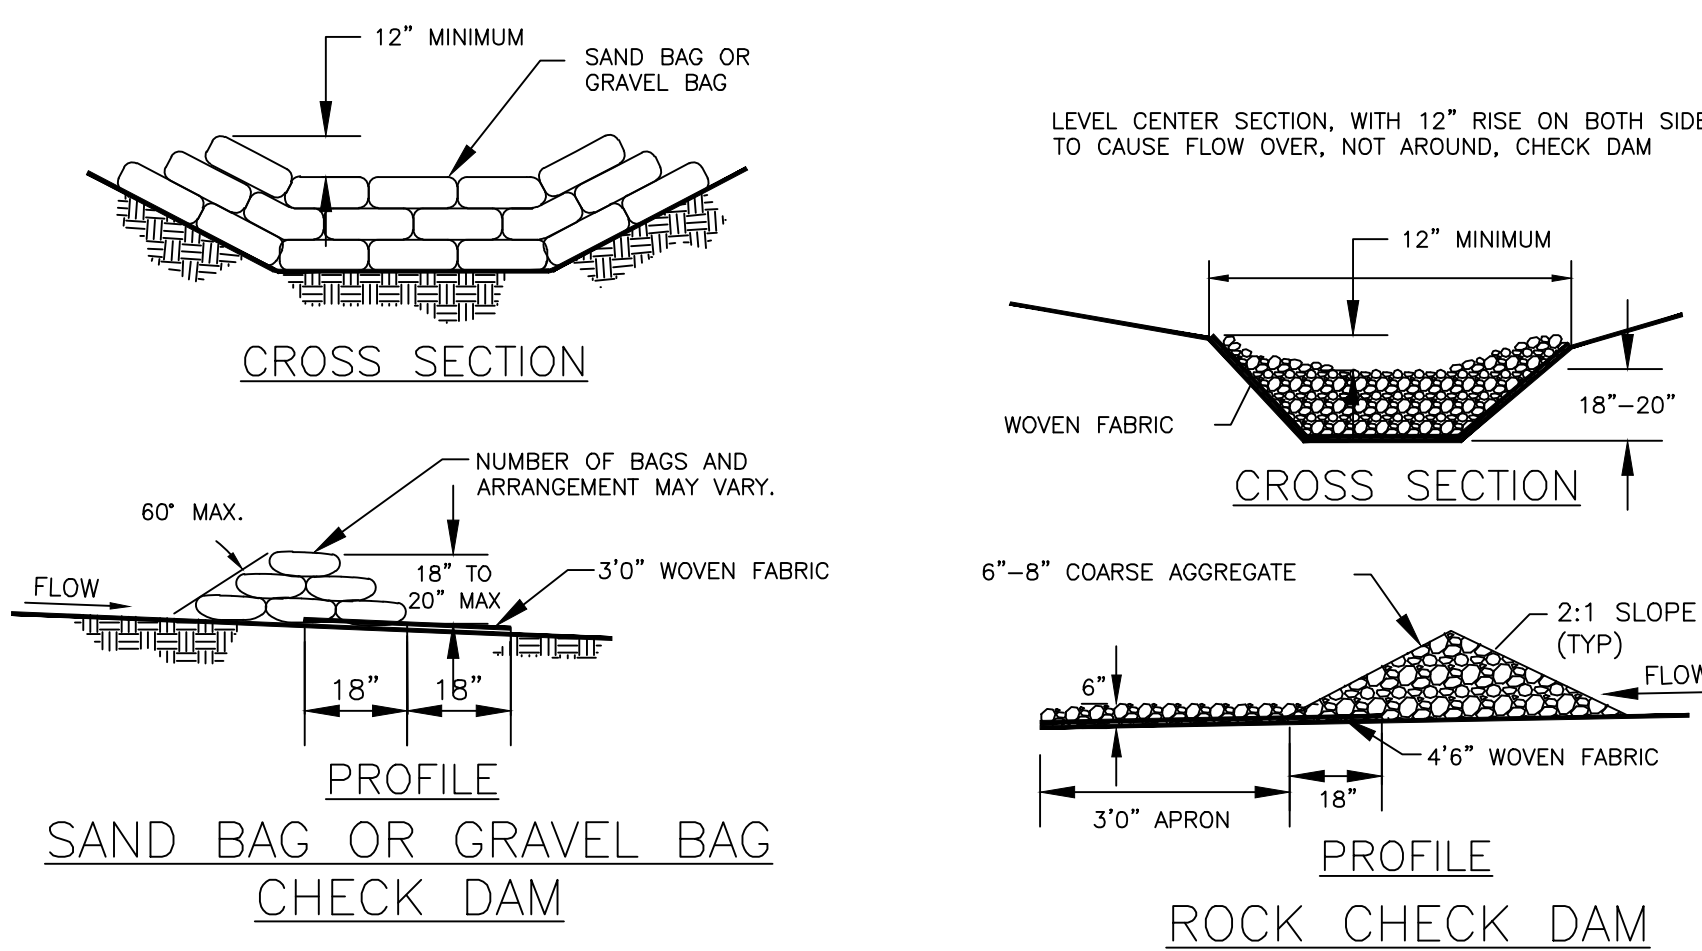 12" MINIMUM
SAND BAG OR
GRAVEL BAG
CROSS SECTION
NUMBER OF BAGS AND
ARRANGEMENT MAY VARY.
60° MAX.
FLOW
18" TO
20" MAX
3'0" WOVEN FABRIC
18"
18"
PROFILE
SAND BAG OR GRAVEL BAG
CHECK DAM
LEVEL CENTER SECTION, WITH 12" RISE ON BOTH SIDE
TO CAUSE FLOW OVER, NOT AROUND, CHECK DAM
12" MINIMUM
18"-20"
WOVEN FABRIC
CROSS SECTION
6"-8" COARSE AGGREGATE
2:1 SLOPE
(TYP)
FLOW
6"
4'6" WOVEN FABRIC
18"
3'0" APRON
PROFILE
ROCK CHECK DAM